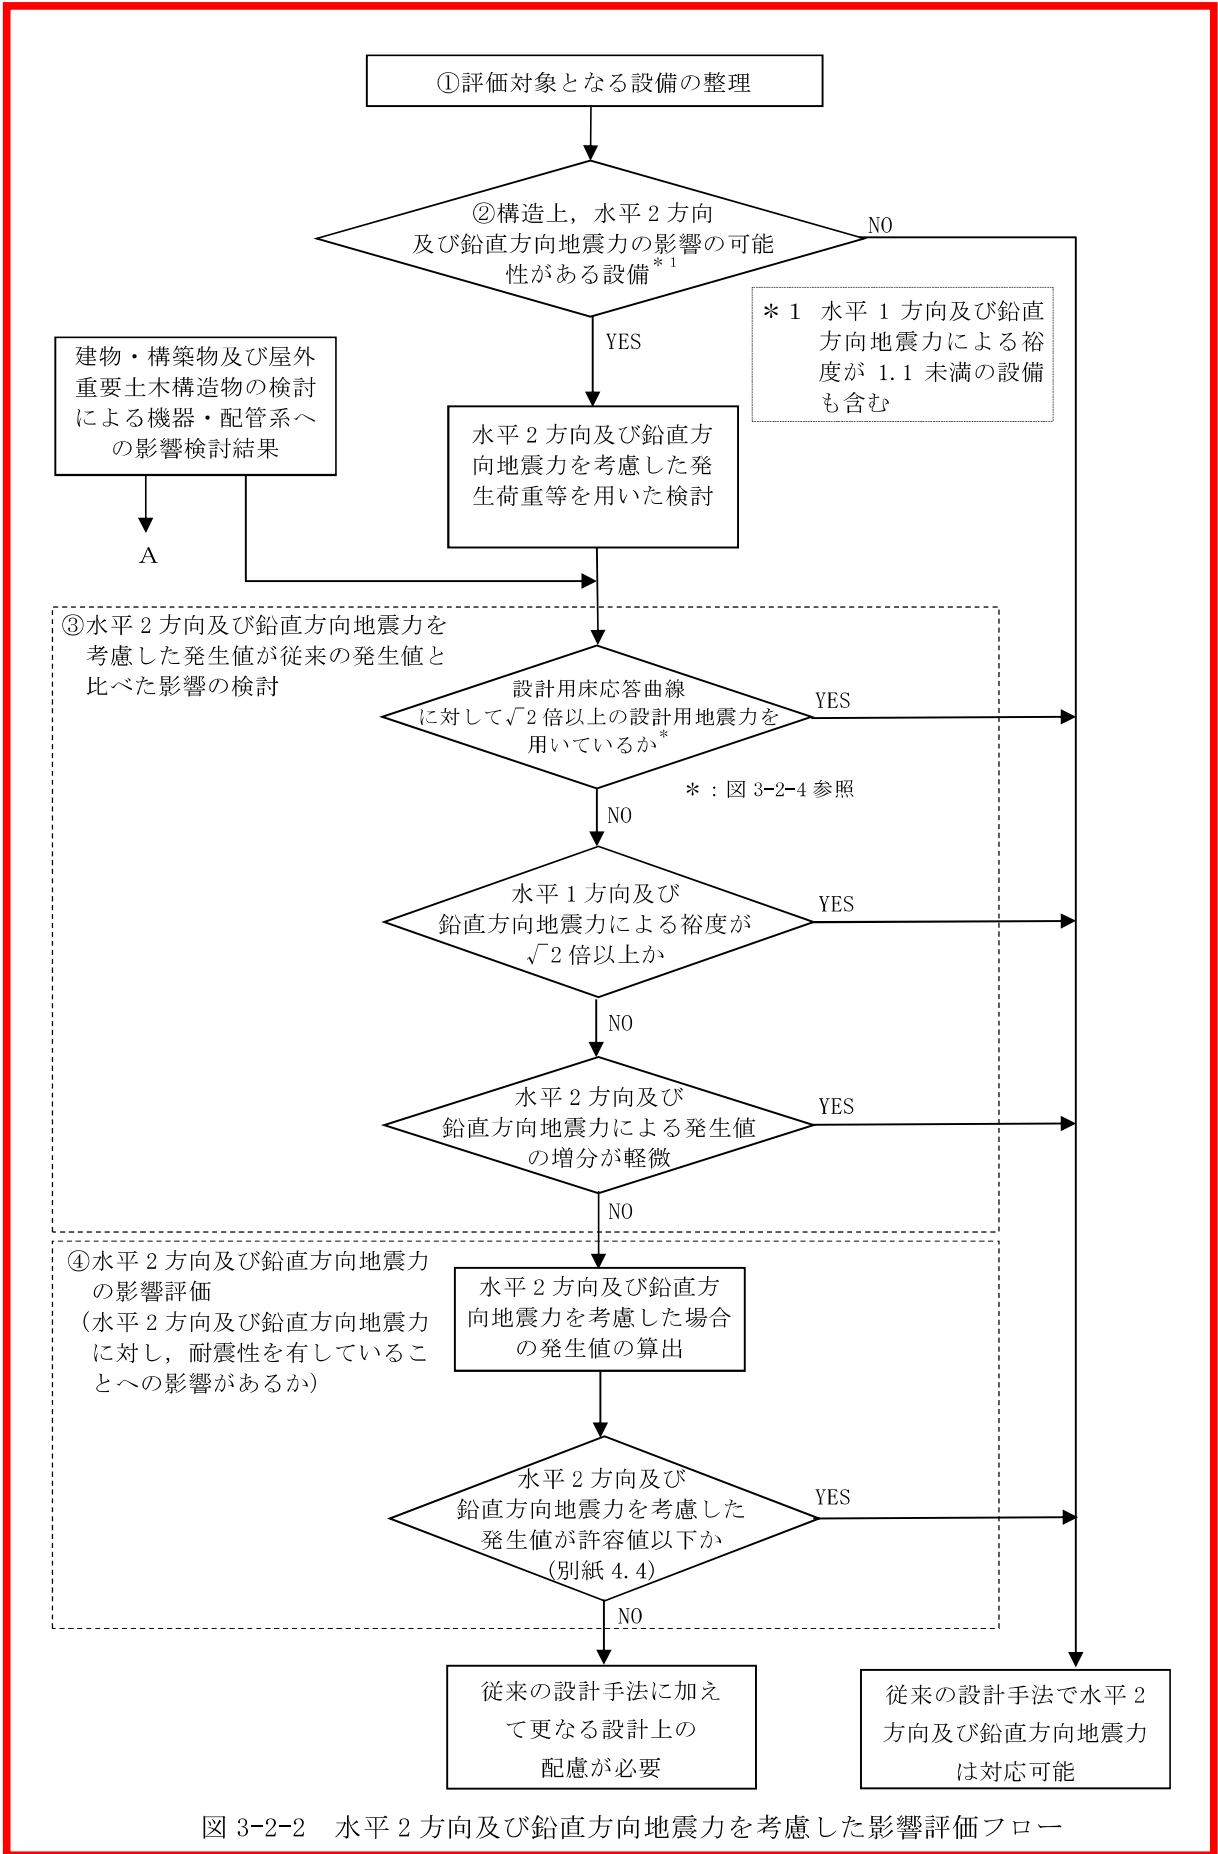 ①評価対象となる設備の整理
②構造上，水平２方向
及び鉛直方向地震力の影響の可能
性がある設備＊１
NO
YES
＊１ 水平１方向及び鉛直
方向地震力による裕
度が 1.1 未満の設備
も含む
建物・構築物及び屋外
重要土木構造物の検討
による機器・配管系へ
の影響検討結果
A
水平２方向及び鉛直方
向地震力を考慮した発
生荷重等を用いた検討
③水平２方向及び鉛直方向地震力を
考慮した発生値が従来の発生値と
比べた影響の検討
設計用床応答曲線
に対して√２倍以上の設計用地震力を
用いているか＊
YES
＊：図 3-2-4 参照
NO
水平１方向及び
鉛直方向地震力による裕度が
√２倍以上か
YES
NO
水平２方向及び
鉛直方向地震力による発生値
の増分が軽微
YES
NO
④水平２方向及び鉛直方向地震力
の影響評価
（水平２方向及び鉛直方向地震力
に対し，耐震性を有しているこ
とへの影響があるか）
水平２方向及び鉛直方
向地震力を考慮した場合
の発生値の算出
水平２方向及び
鉛直方向地震力を考慮した
発生値が許容値以下か
（別紙 4.4）
YES
NO
従来の設計手法に加え
て更なる設計上の
配慮が必要
従来の設計手法で水平２
方向及び鉛直方向地震力
は対応可能
図 3-2-2　水平２方向及び鉛直方向地震力を考慮した影響評価フロー